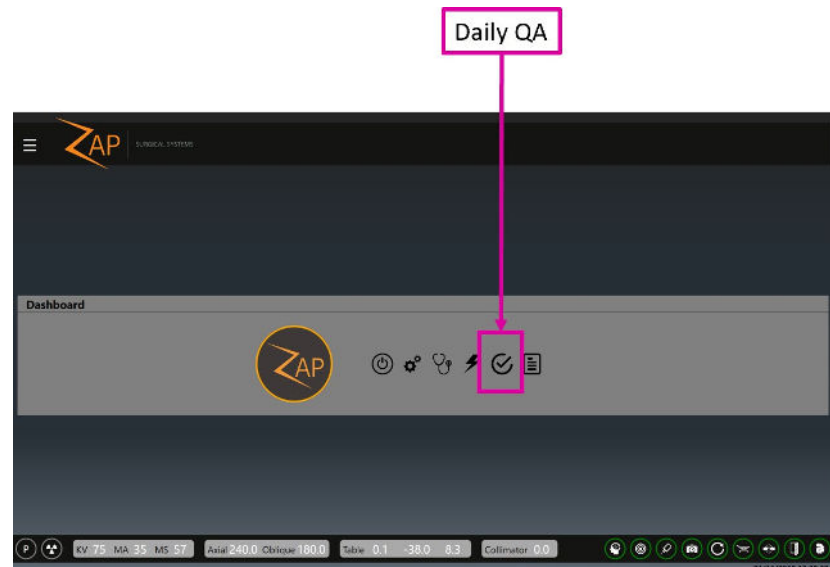 Daily QA
ZAP
SURGICAL SYSTEMS
Dashboard
ZAP
P
KV 75 MA 35 MS 57
Axial 240.0 Oblique 180.0
Table 0.1 -38.0 8.3
Collimator 0.0